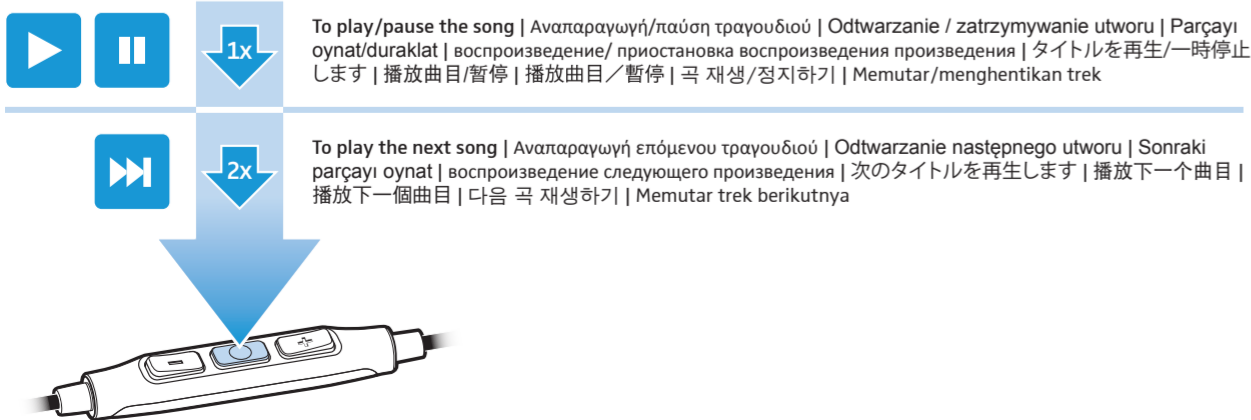 1x
To play/pause the song | Αναπαραγωγή/παύση τραγουδιού | Odtwarzanie / zatrzymywanie utworu | Parçayı
oynat/duraklat | воспроизведение/ приостановка воспроизведения произведения | タイトルを再生/一時停止
します | 播放曲目/暂停 | 播放曲目／暫停 | 곡 재생/정지하기 | Memutar/menghentikan trek
2x
To play the next song | Αναπαραγωγή επόμενου τραγουδιού | Odtwarzanie następnego utworu | Sonraki
parçayı oynat | воспроизведение следующего произведения | 次のタイトルを再生します | 播放下一个曲目 |
播放下一個曲目 | 다음 곡 재생하기 | Memutar trek berikutnya